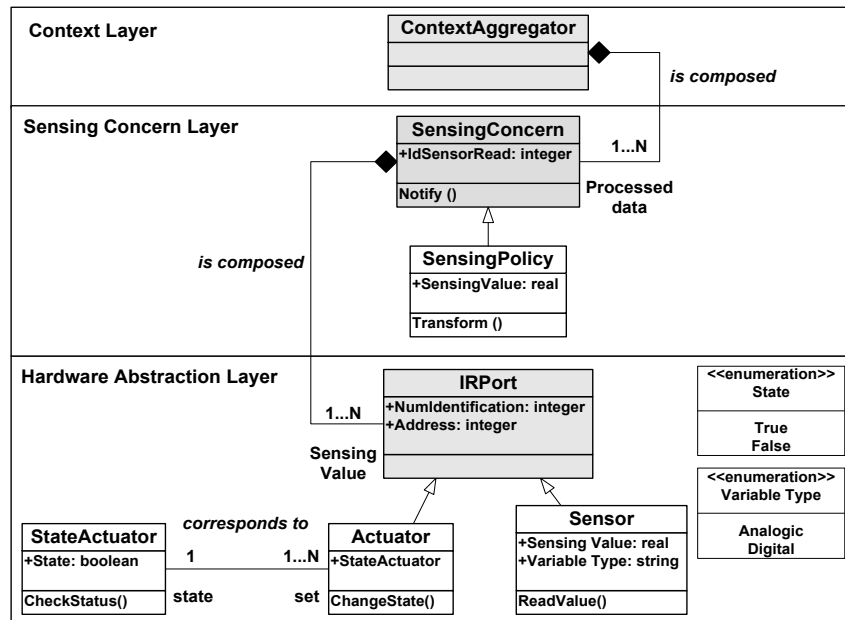 Context Layer
ContextAggregator
is composed
Sensing Concern Layer
SensingConcern
+IdSensorRead: integer
Notify ()
1...N
Processed
data
is composed
SensingPolicy
+SensingValue: real
Transform ()
Hardware Abstraction Layer
IRPort
+NumIdentification: integer
+Address: integer
1...N
Sensing
Value
<<enumeration>>
State
True
False
<<enumeration>>
Variable Type
Analogic
Digital
StateActuator
+State: boolean
CheckStatus()
corresponds to
1
1...N
state
set
Actuator
+StateActuator
ChangeState()
Sensor
+Sensing Value: real
+Variable Type: string
ReadValue()